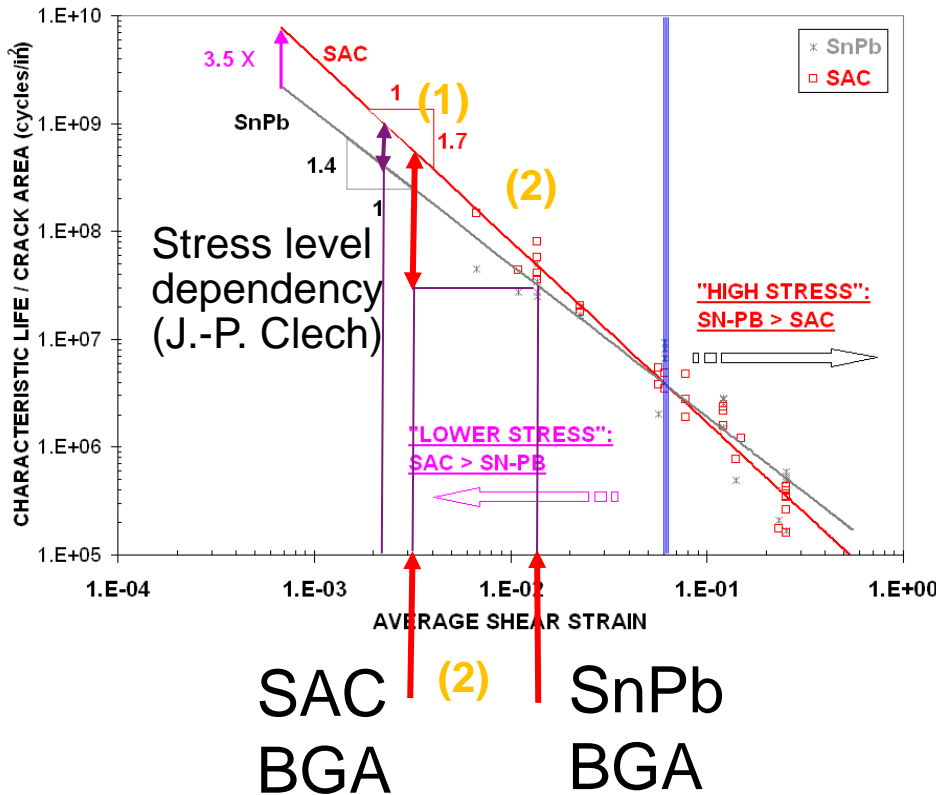 1.E+10
1.E+09
1.E+08
1.E+07
1.E+06
1.E+05
CHARACTERISTIC LIFE / CRACK AREA (cycles/in²)
3.5 X
SAC
SnPb
1
(1)
1.7
1.4
1
(2)
SnPb
SAC
Stress level
dependency
(J.-P. Clech)
"HIGH STRESS":
SN-PB > SAC
"LOWER STRESS":
SAC > SN-PB
1.E-04
1.E-03
1.E-02
1.E-01
1.E+00
AVERAGE SHEAR STRAIN
SAC
BGA
(2)
SnPb
BGA